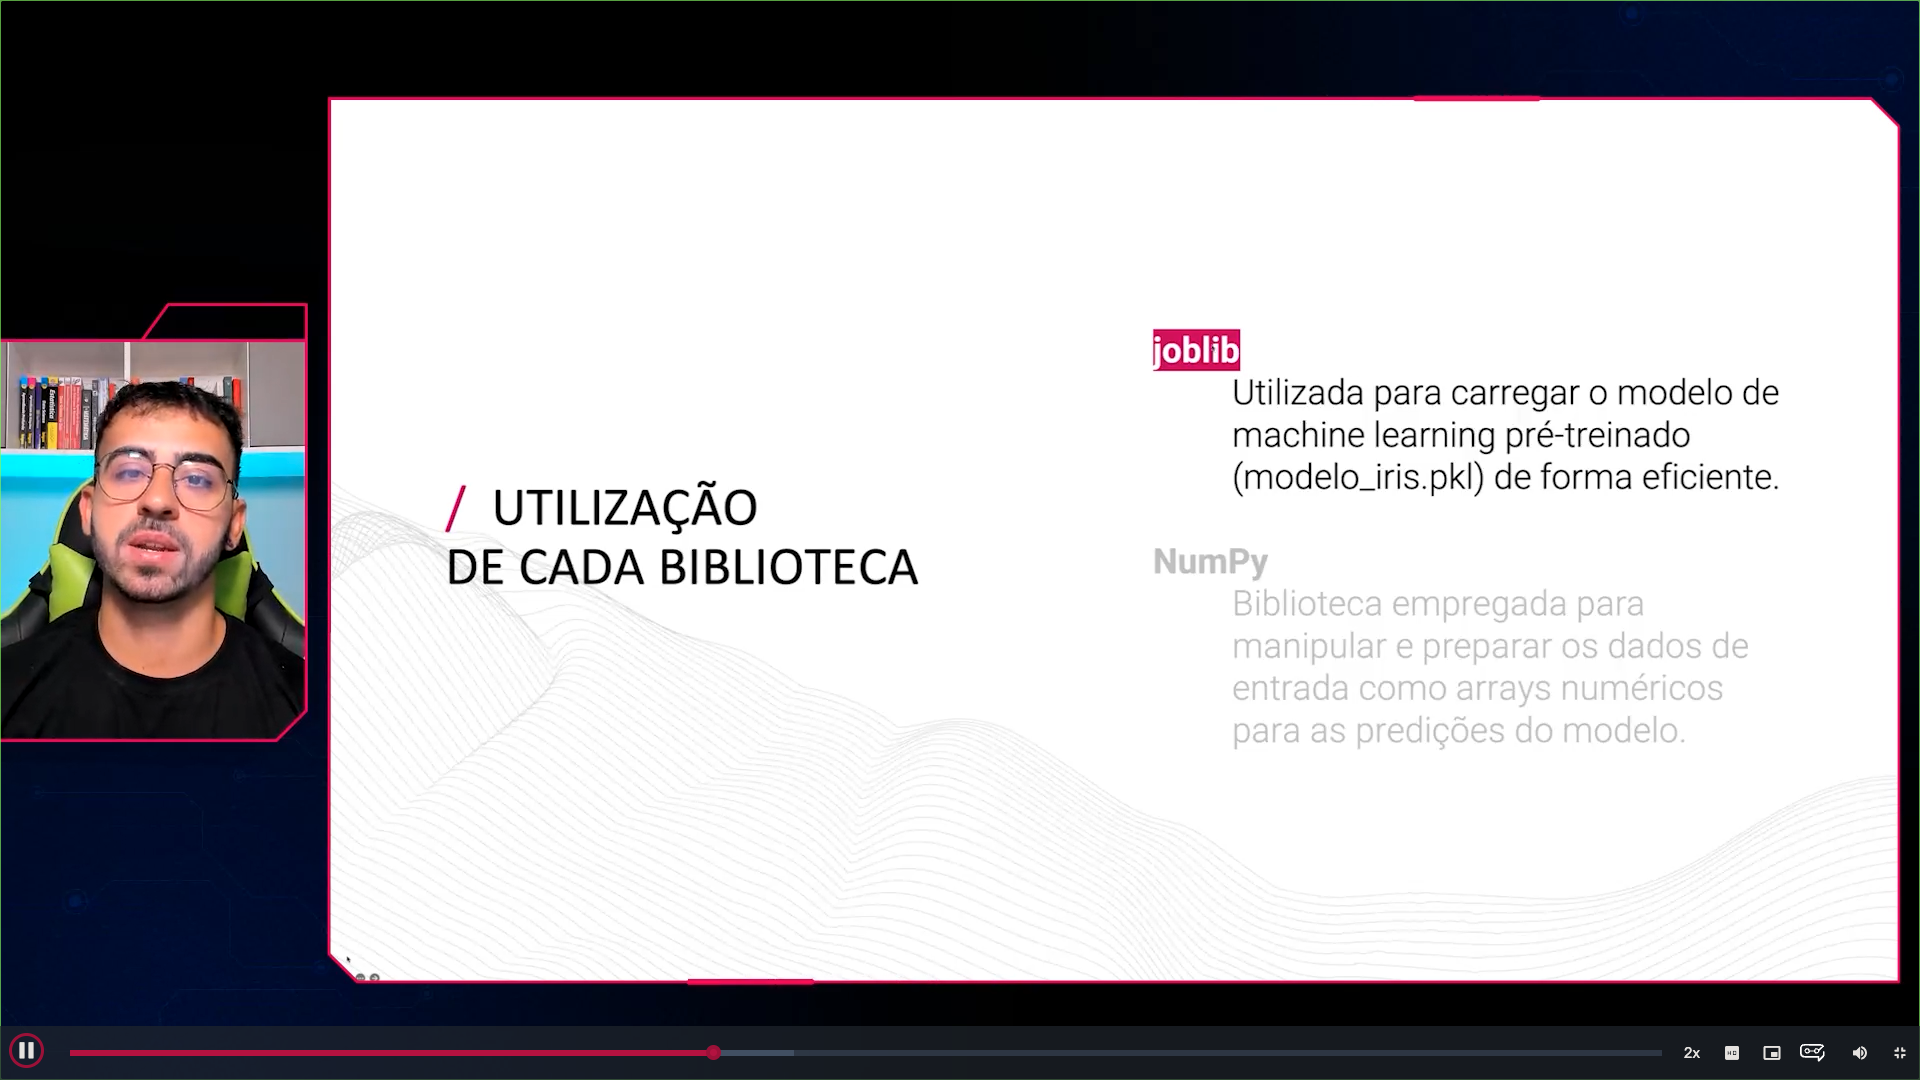 / UTILIZAÇÃO
DE CADA BIBLIOTECA
joblib
Utilizada para carregar o modelo de
machine learning pré-treinado
(modelo_iris.pkl) de forma eficiente.
NumPy
Biblioteca empregada para
manipular e preparar os dados de
entrada como arrays numéricos
para as predições do modelo.
2x
HD